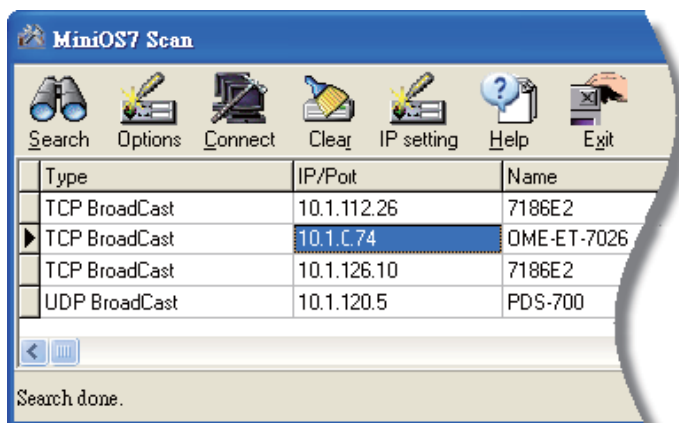 MiniOS7 Scan
Search Options Connect Clear IP setting Help Exit
Type IP/Port Name
TCP BroadCast 10.1.112.26 7186E2
TCP BroadCast 10.1.0.74 OME-ET-7026
TCP BroadCast 10.1.126.10 7186E2
UDP BroadCast 10.1.120.5 PDS-700
Search done.